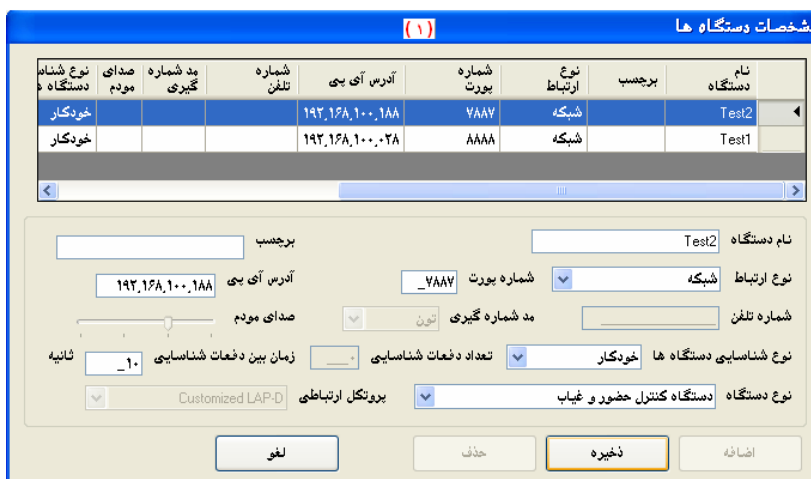 مشخصات دستگاه ها
(۱)
نام دستگاه برچسب نوع ارتباط شماره پورت آدرس آی پی شماره تلفن مد شماره گیری صدای مودم نوع شناس دستگاه
Test2 شبکه ۷۸۸۷ ۱۹۲,۱۶۸,۱۰۰,۱۸۸ خودکار
Test1 شبکه ۸۸۸۸ ۱۹۲,۱۶۸,۱۰۰,۰۲۸ خودکار
نام دستگاه Test2 برچسب
نوع ارتباط شبکه شماره پورت ۷۸۸۷_ آدرس آی پی ۱۹۲,۱۶۸,۱۰۰,۱۸۸
شماره تلفن مد شماره گیری تون صدای مودم
نوع شناسایی دستگاه ها خودکار تعداد دفعات شناسایی زمان بین دفعات شناسایی ۱۰_ ثانیه
نوع دستگاه دستگاه کنترل حضور و غیاب پروتکل ارتباطی Customized LAP-D
اضافه ذخیره حذف لغو